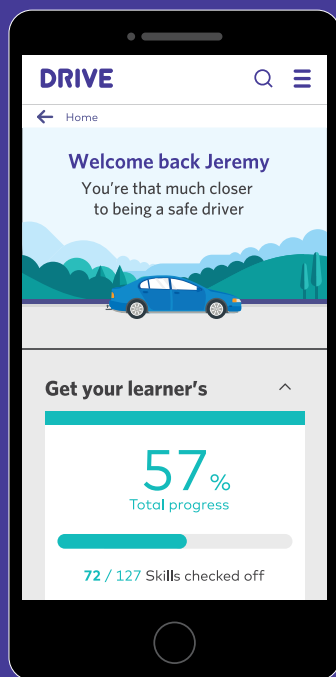 DRIVE
Home
Welcome back Jeremy
You're that much closer
to being a safe driver
Get your learner's
57%
Total progress
72 / 127 Skills checked off